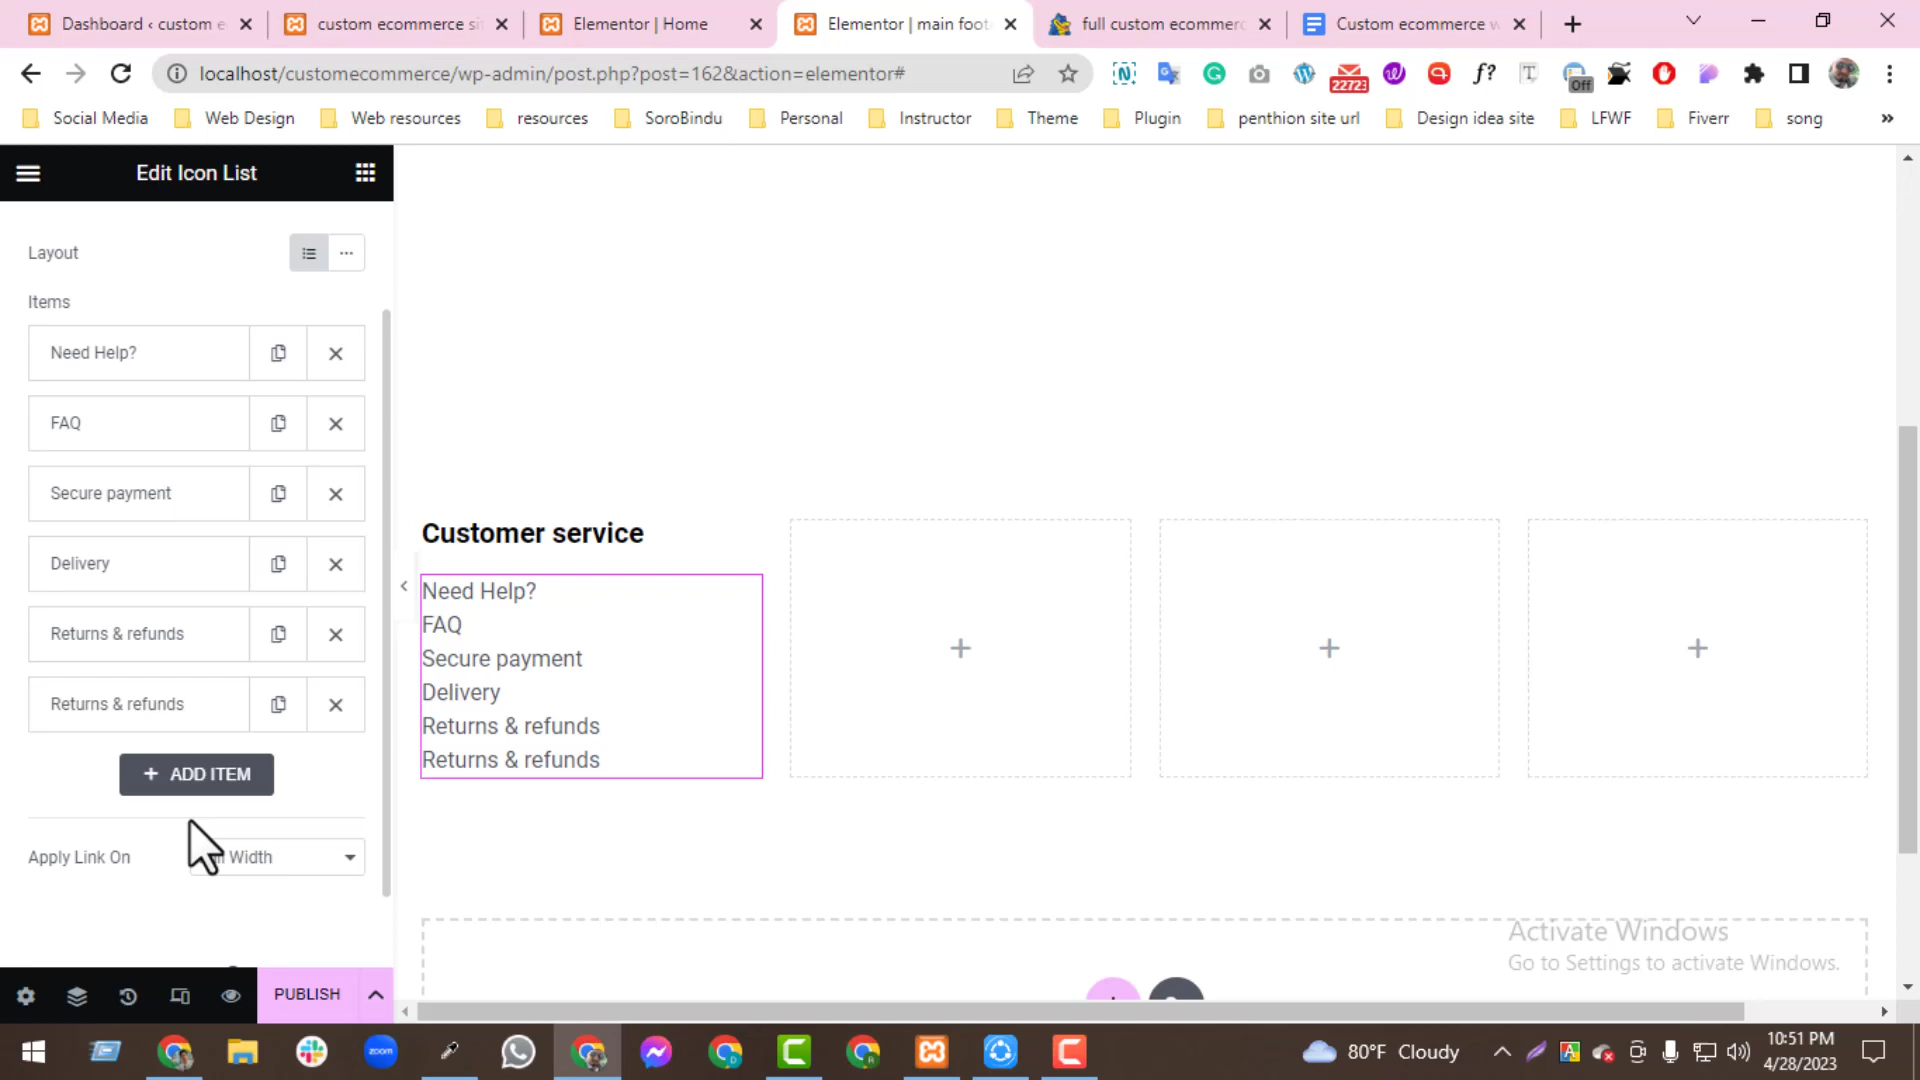 Dashboard ‹ custom e
custom ecommerce si
Elementor | Home
Elementor | main foot
full custom ecommerc
Custom ecommerce w
localhost/customecommerce/wp-admin/post.php?post=162&action=elementor#
22723
f?
Off
Social Media
Web Design
Web resources
resources
SoroBindu
Personal
Instructor
Theme
Plugin
penthion site url
Design idea site
LFWF
Fiverr
song
»
Edit Icon List
Layout
Items
Need Help?
FAQ
Secure payment
Delivery
Returns & refunds
Returns & refunds
+ ADD ITEM
Apply Link On
Width
PUBLISH
Customer service
Need Help?
FAQ
Secure payment
Delivery
Returns & refunds
Returns & refunds
Activate Windows
Go to Settings to activate Windows.
zoom
80°F Cloudy
10:51 PM
4/28/2023